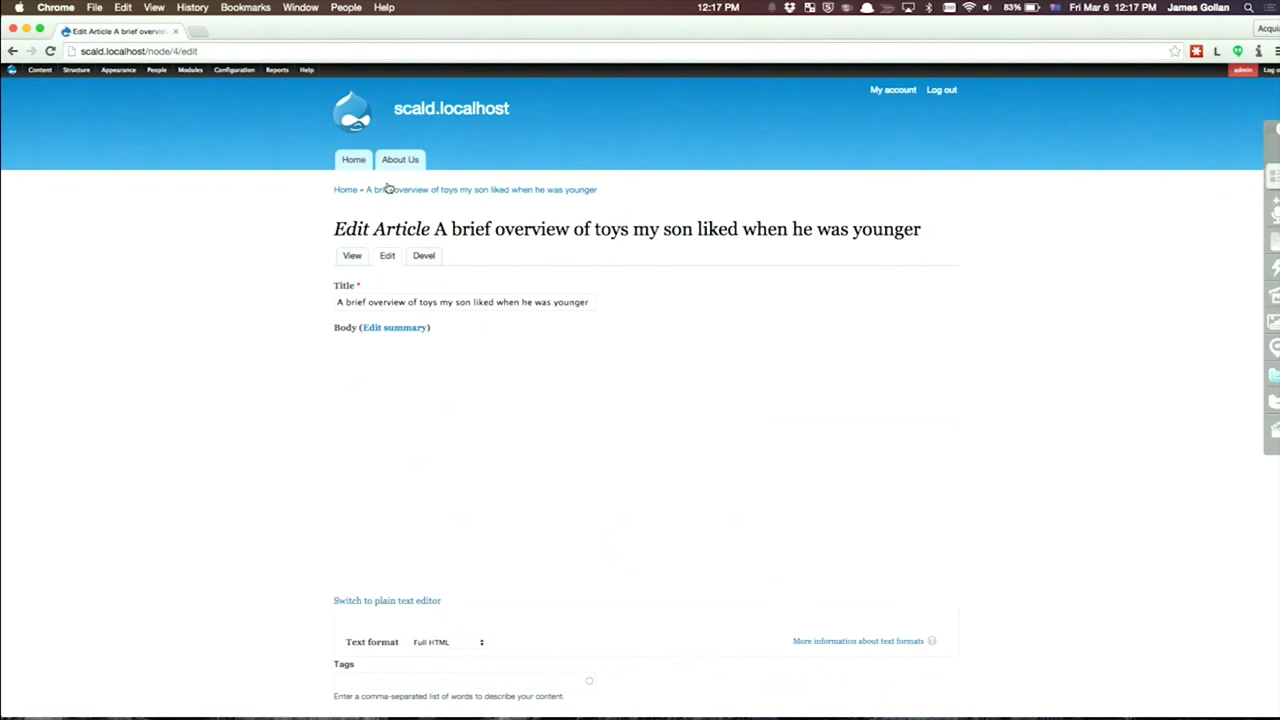 Chrome File Edit View History Bookmarks Window People Help 12:17 PM 83% Fri Mar 6 12:17 PM James Gollan
Edit Article A brief overvie
scald.localhost/node/4/edit
Content Structure Appearance People Modules Configuration Reports Help admin Log o
My account Log out
scald.localhost
Home About Us
Home » A brief overview of toys my son liked when he was younger
Edit Article A brief overview of toys my son liked when he was younger
View Edit Devel
Title *
A brief overview of toys my son liked when he was younger
Body (Edit summary)
Switch to plain text editor
Text format Full HTML More information about text formats
Tags
Enter a comma-separated list of words to describe your content.